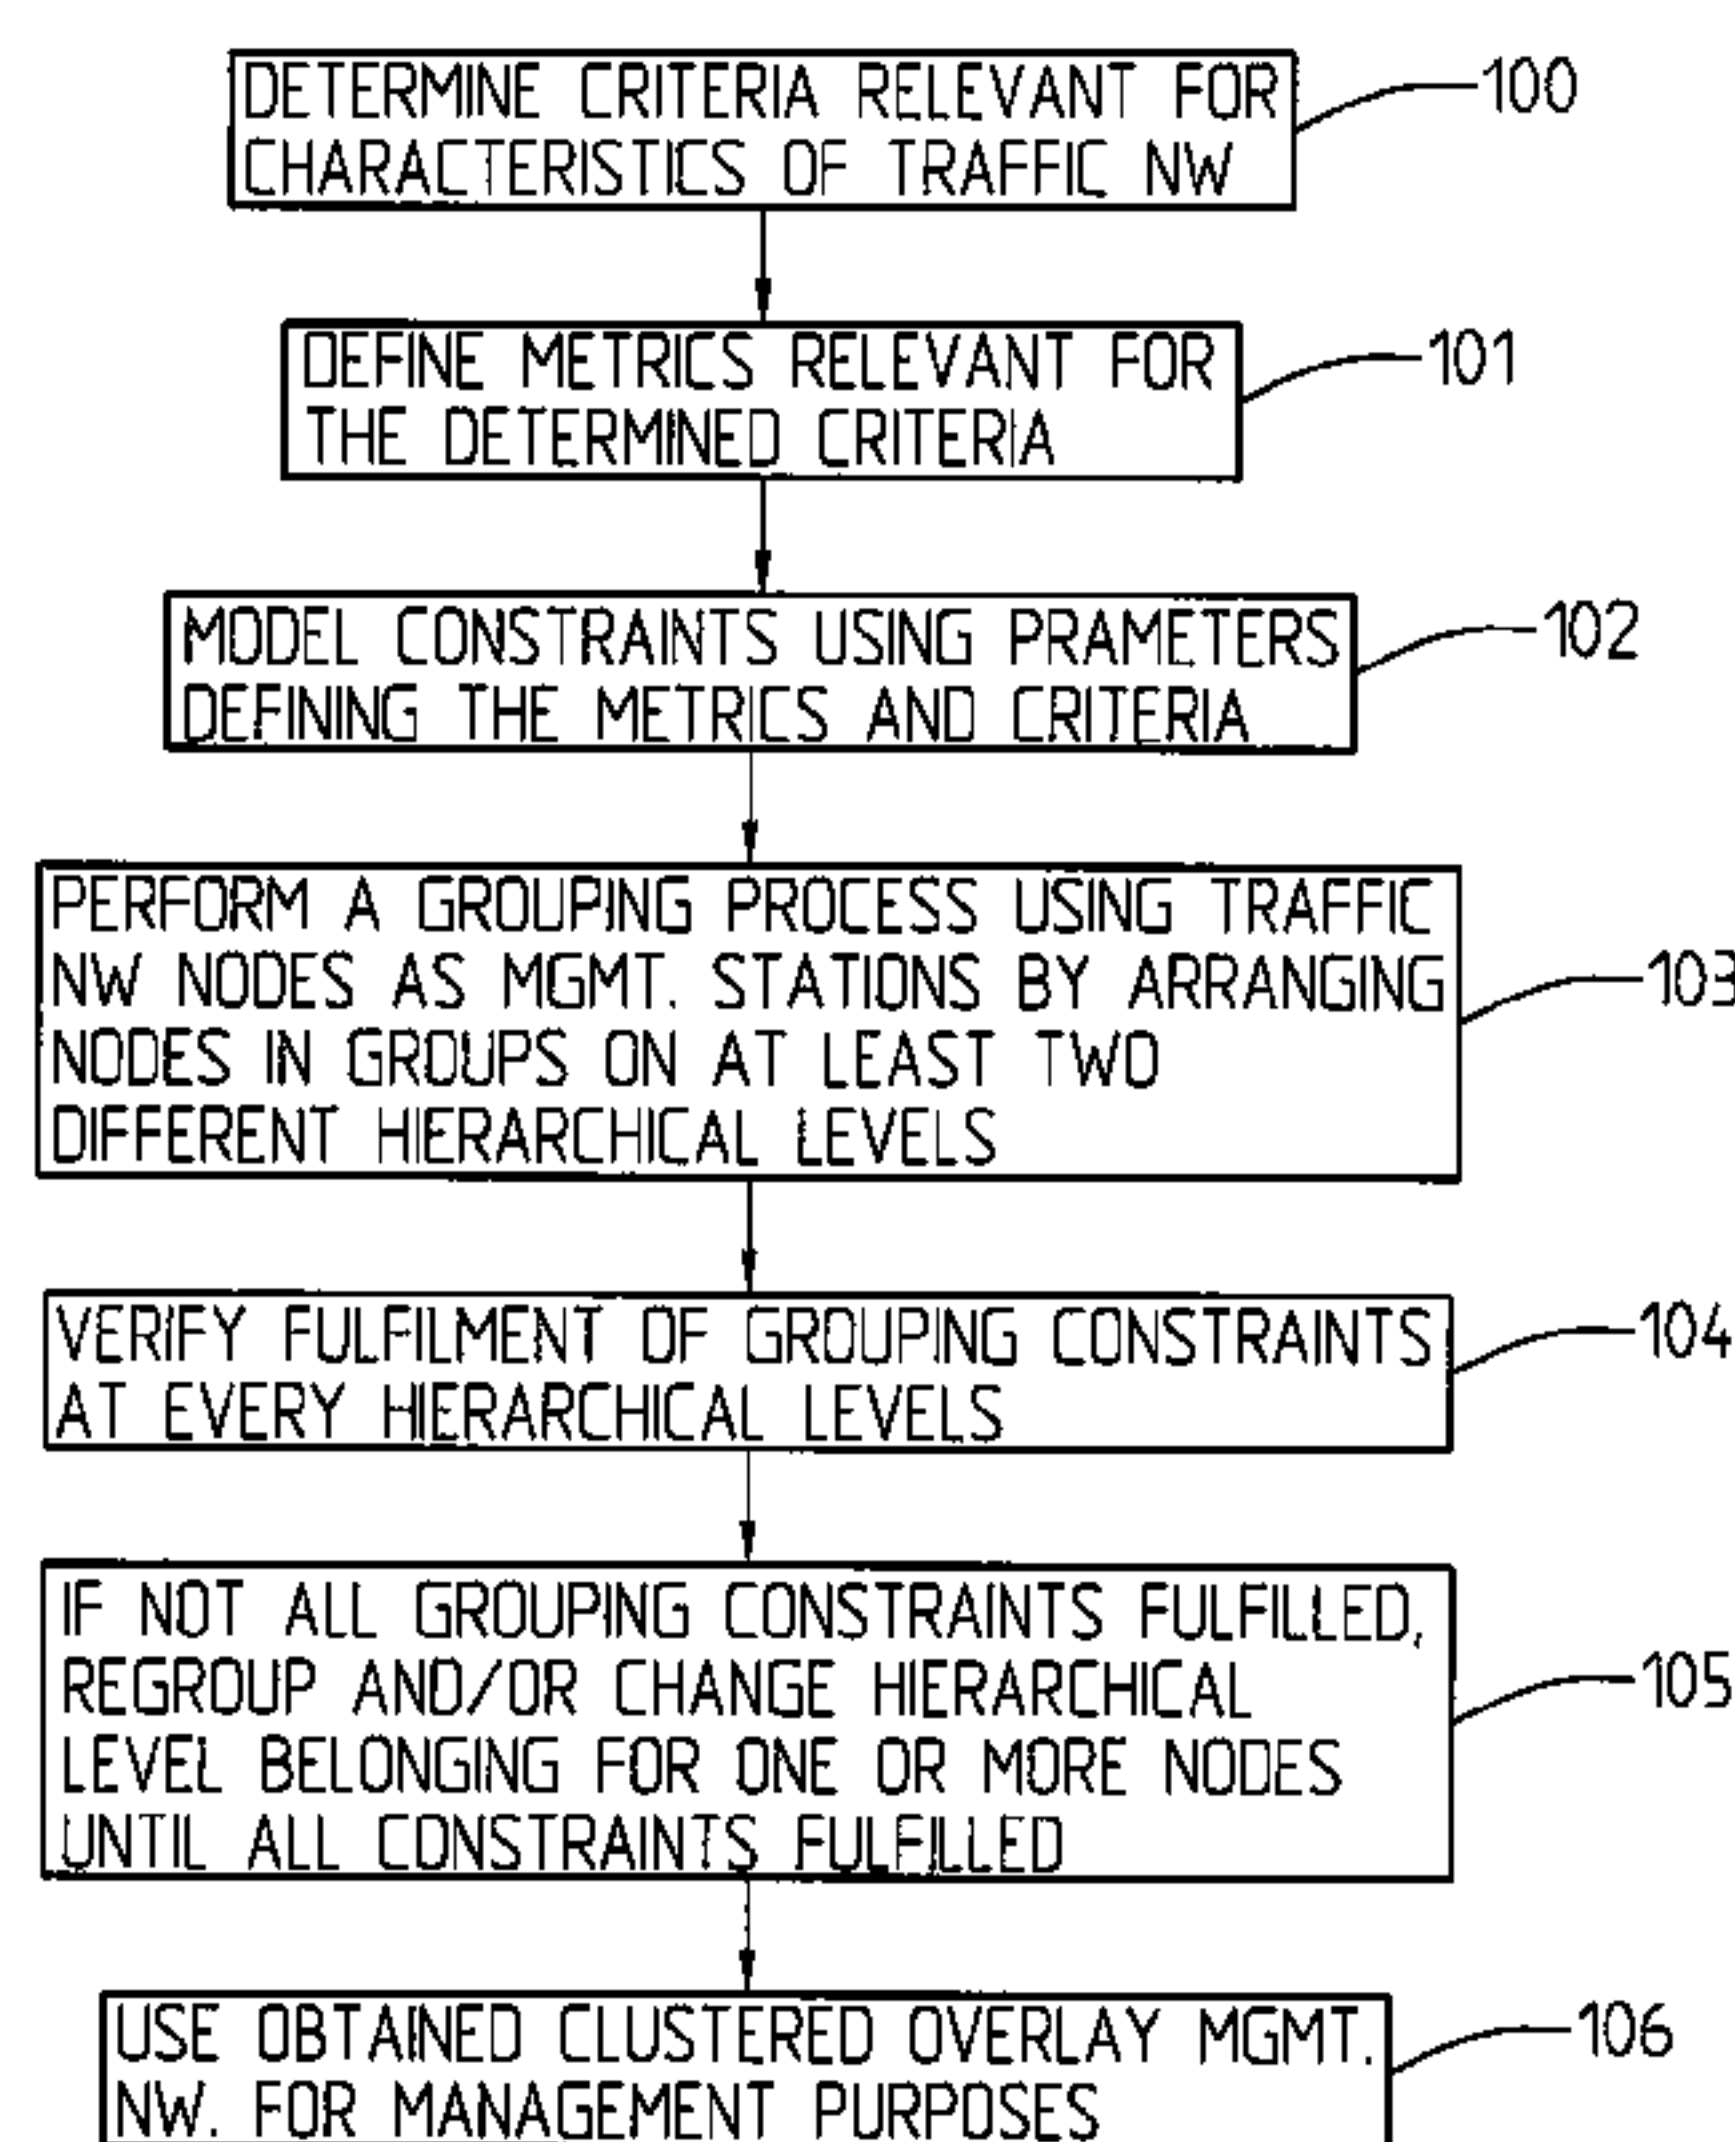 DETERMINE CRITERIA RELEVANT FOR
CHARACTERISTICS OF TRAFFIC NW
100
DEFINE METRICS RELEVANT FOR
THE DETERMINED CRITERIA
101
MODEL CONSTRAINTS USING PRAMETERS
DEFINING THE METRICS AND CRITERIA
102
PERFORM A GROUPING PROCESS USING TRAFFIC
NW NODES AS MGMT. STATIONS BY ARRANGING
NODES IN GROUPS ON AT LEAST TWO
DIFFERENT HIERARCHICAL LEVELS
103
VERIFY FULFILMENT OF GROUPING CONSTRAINTS
AT EVERY HIERARCHICAL LEVELS
104
IF NOT ALL GROUPING CONSTRAINTS FULFILLED,
REGROUP AND/OR CHANGE HIERARCHICAL
LEVEL BELONGING FOR ONE OR MORE NODES
UNTIL ALL CONSTRAINTS FULFILLED
105
USE OBTAINED CLUSTERED OVERLAY MGMT.
NW. FOR MANAGEMENT PURPOSES
106